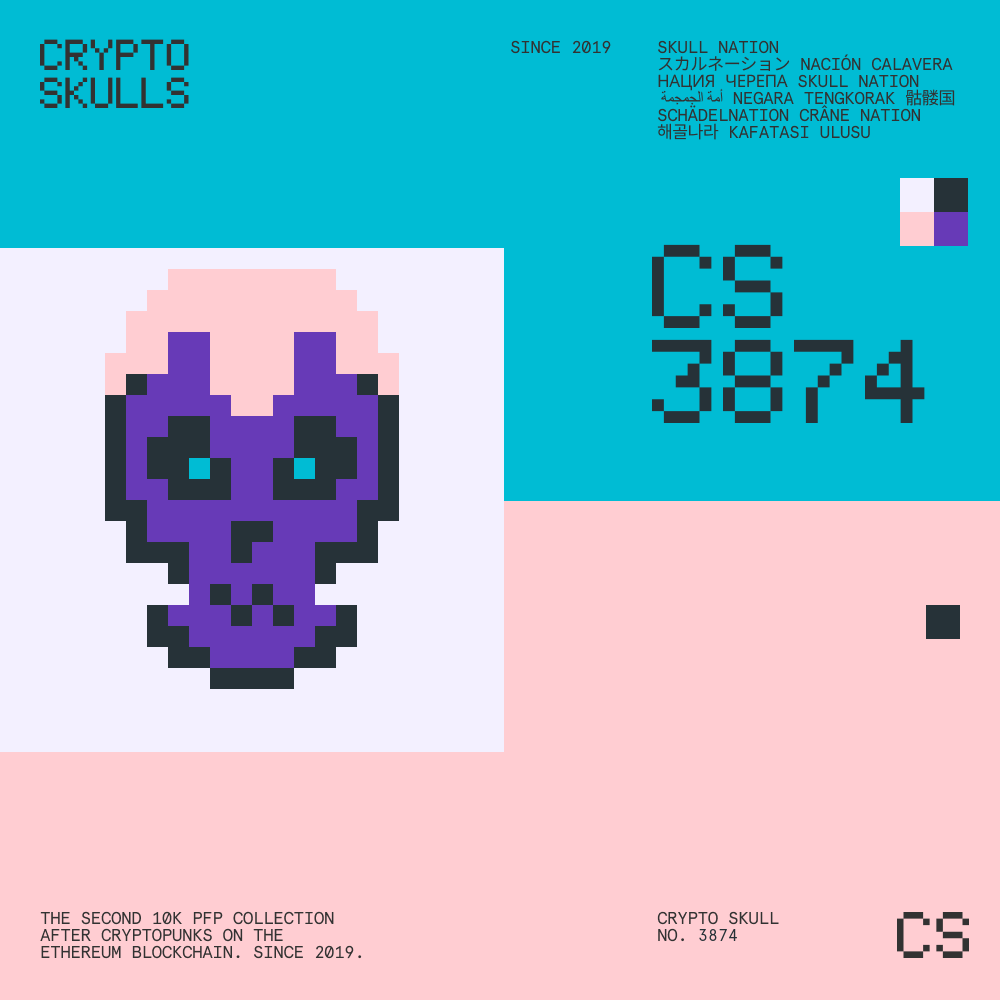 CRYPTO
SKULLS
SINCE 2019
SKULL NATION
スカルネーション NACIÓN CALAVERA
НАЦИЯ ЧЕРЕПА SKULL NATION
أمة الجمجمة NEGARA TENGKORAK 骷髅国
SCHÄDELNATION CRÂNE NATION
해골나라 KAFATASI ULUSU
CS
3874
THE SECOND 10K PFP COLLECTION
AFTER CRYPTOPUNKS ON THE
ETHEREUM BLOCKCHAIN. SINCE 2019.
CRYPTO SKULL
NO. 3874
CS